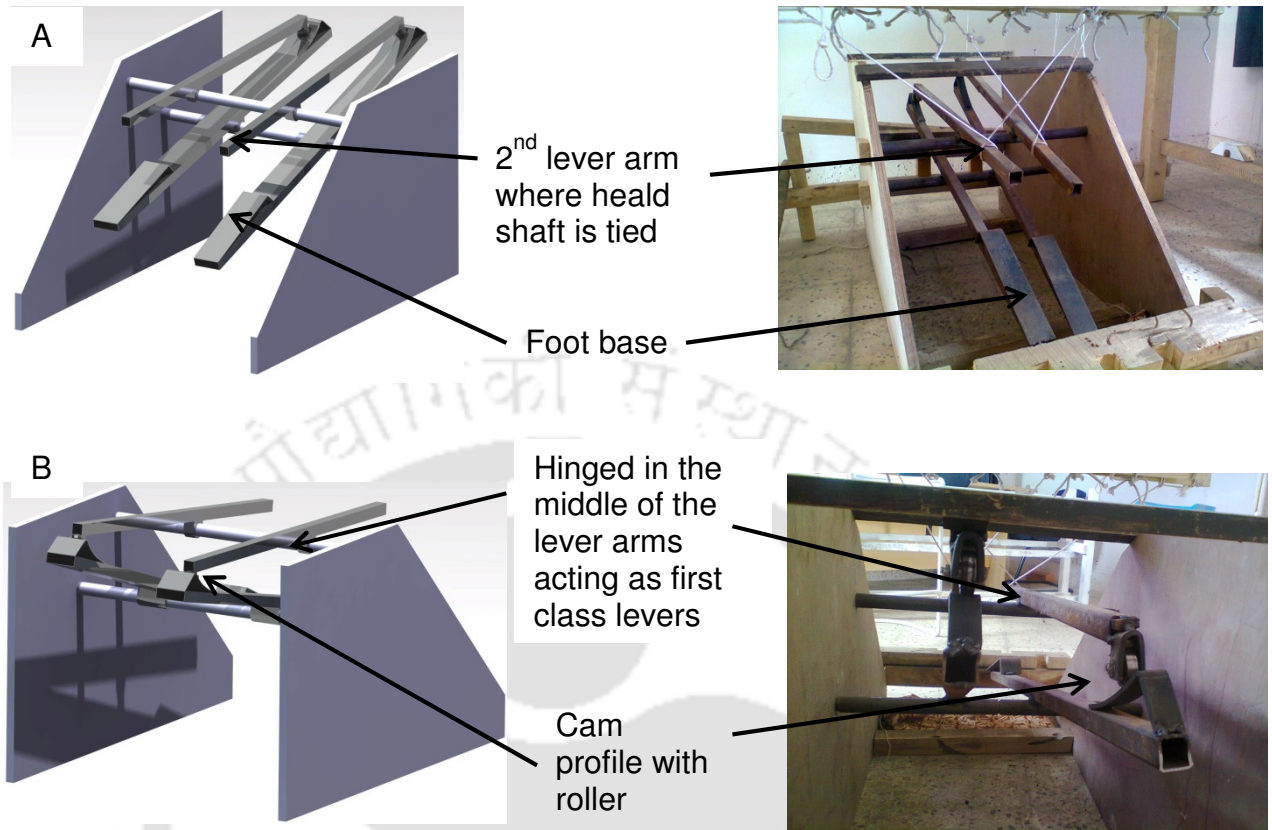 A
2nd lever arm
where heald
shaft is tied
Foot base
B
Hinged in the
middle of the
lever arms
acting as first
class levers
Cam
profile with
roller